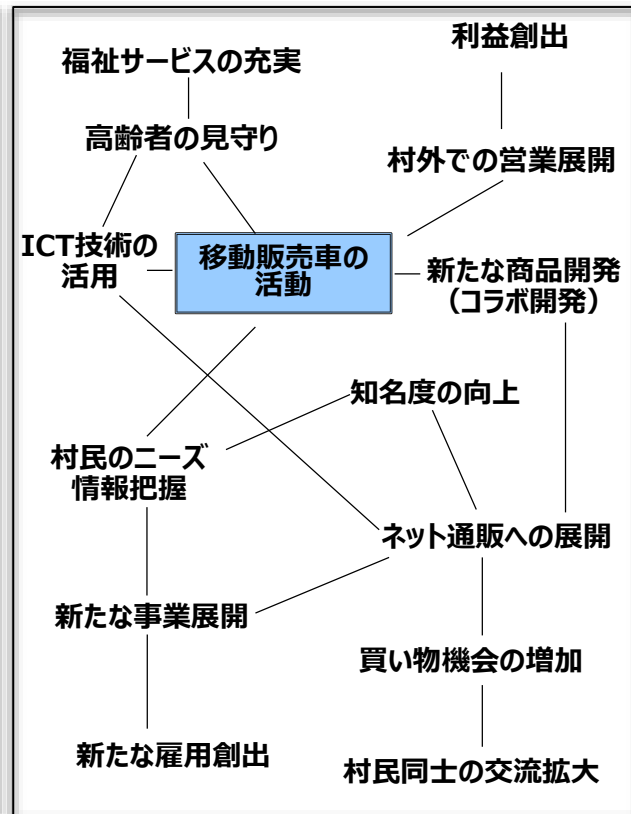 利益創出
福祉サービスの充実
高齢者の見守り
村外での営業展開
ICT技術の
活用
移動販売車の
活動
新たな商品開発
（コラボ開発）
知名度の向上
村民のニーズ
情報把握
ネット通販への展開
新たな事業展開
買い物機会の増加
新たな雇用創出
村民同士の交流拡大